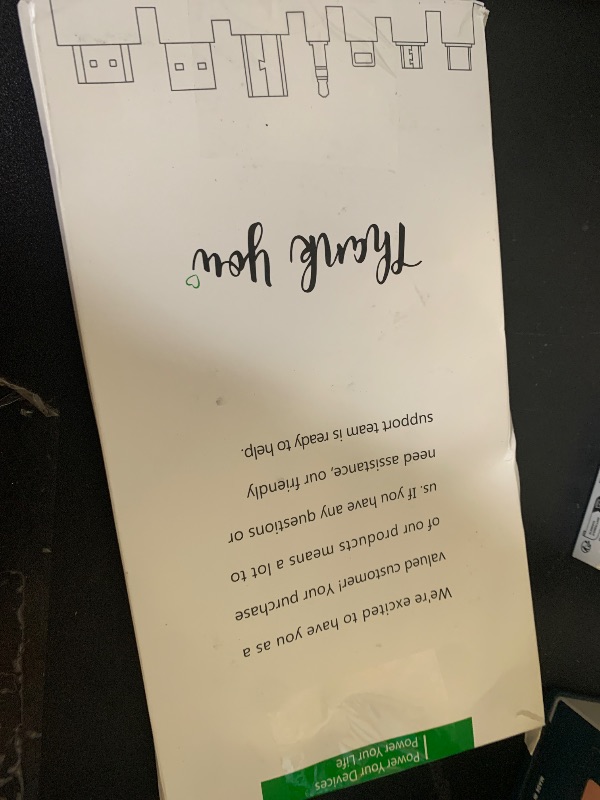 Power Your Devices
Power Your Life
We're excited to have you as a
valued customer! Your purchase
of our products means a lot to
us. If you have any questions or
need assistance, our friendly
support team is ready to help.
Thank you